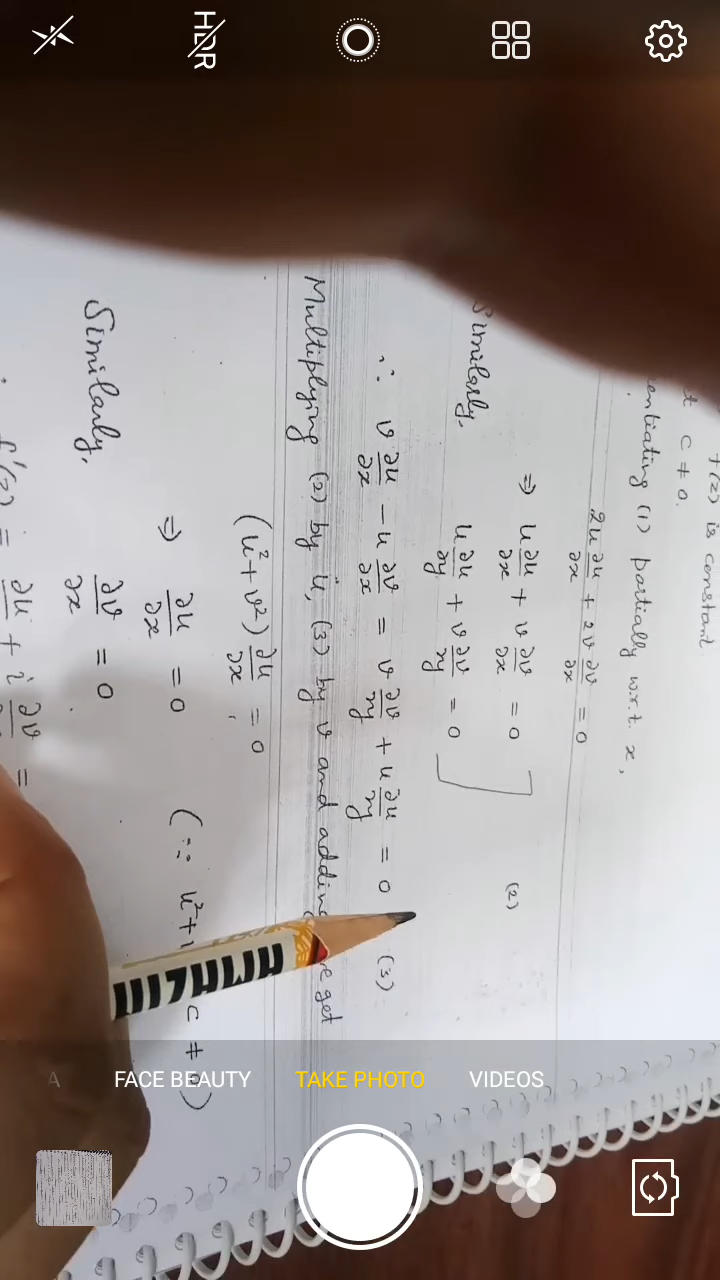 HDR
f(z) is constant
c ≠ 0.
entiating (1) partially w.r.t. x,
2u ∂u/∂x + 2v ∂v/∂x = 0
⇒ u ∂u/∂x + v ∂v/∂x = 0 (2)
Similarly, u ∂u/∂y + v ∂v/∂y = 0
∴ v ∂u/∂x - u ∂v/∂x = v ∂v/∂y + u ∂u/∂y = 0 (3)
Multiplying (2) by u, (3) by v and adding we get
(u² + v²) ∂u/∂x = 0
⇒ ∂u/∂x = 0 (∵ u² + c ≠ 0)
Similarly, ∂v/∂x = 0
f'(z) = ∂u/ + i ∂v/ =
FACE BEAUTY TAKE PHOTO VIDEOS